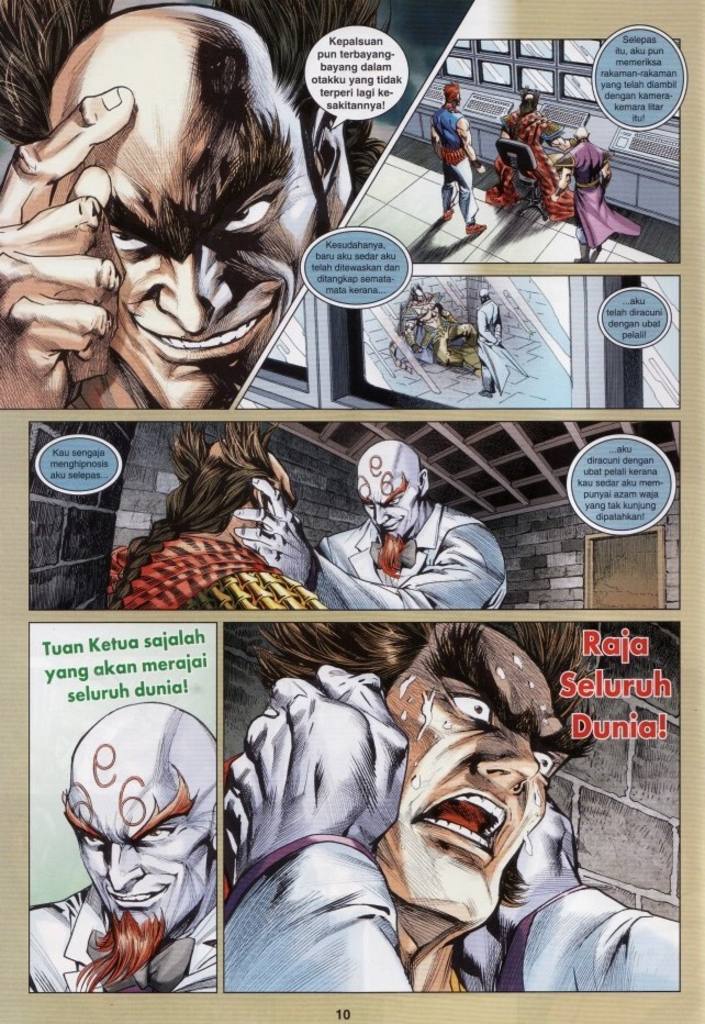 Kepalsuan
pun terbayang-
bayang dalam
otakku yang tidak
terperi lagi ke-
sakitannya!
Selepas
itu, aku pun
memeriksa
rakaman-rakaman
yang telah diambil
dengan kamera-
kemara litar
itu!
Kesudahanya,
baru aku sedar aku
telah ditewaskan dan
ditangkap semata-
mata kerana...
...aku
telah diracuni
dengan ubat
pelali!
Kau sengaja
menghipnosis
aku selepas...
...aku
diracuni dengan
ubat pelali kerana
kau sedar aku mem-
punyai azam waja
yang tak kunjung
dipatahkan!
969
Tuan Ketua sajalah
yang akan merajai
seluruh dunia!
969
Raja
Seluruh
Dunia!
10